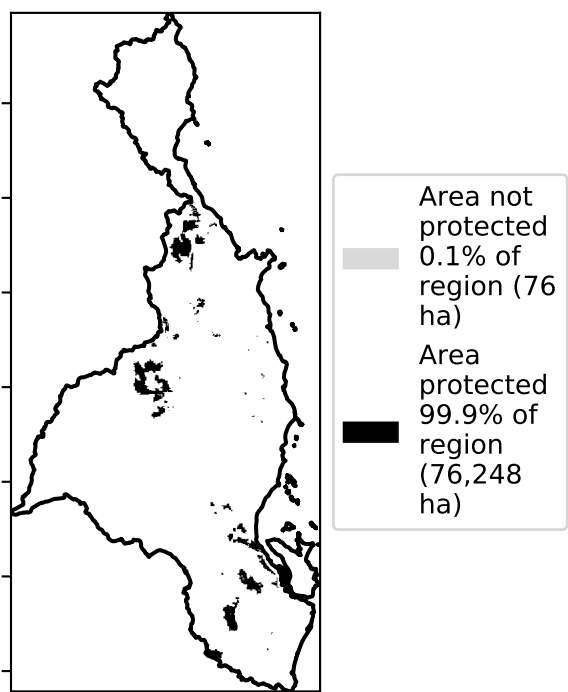 Area not
protected
0.1% of
region (76
ha)
Area
protected
99.9% of
region
(76,248
ha)